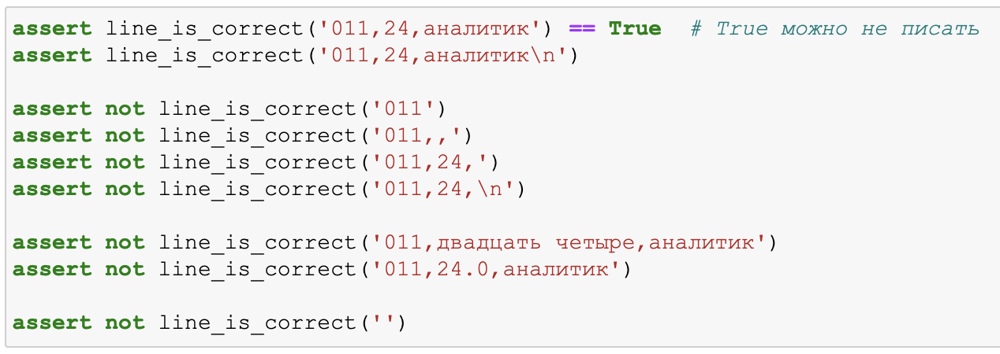 assert line_is_correct('011,24,аналитик') == True  # True можно не писать
assert line_is_correct('011,24,аналитик\n')
assert not line_is_correct('011')
assert not line_is_correct('011,,')
assert not line_is_correct('011,24,')
assert not line_is_correct('011,24,\n')
assert not line_is_correct('011,двадцать четыре,аналитик')
assert not line_is_correct('011,24.0,аналитик')
assert not line_is_correct('')